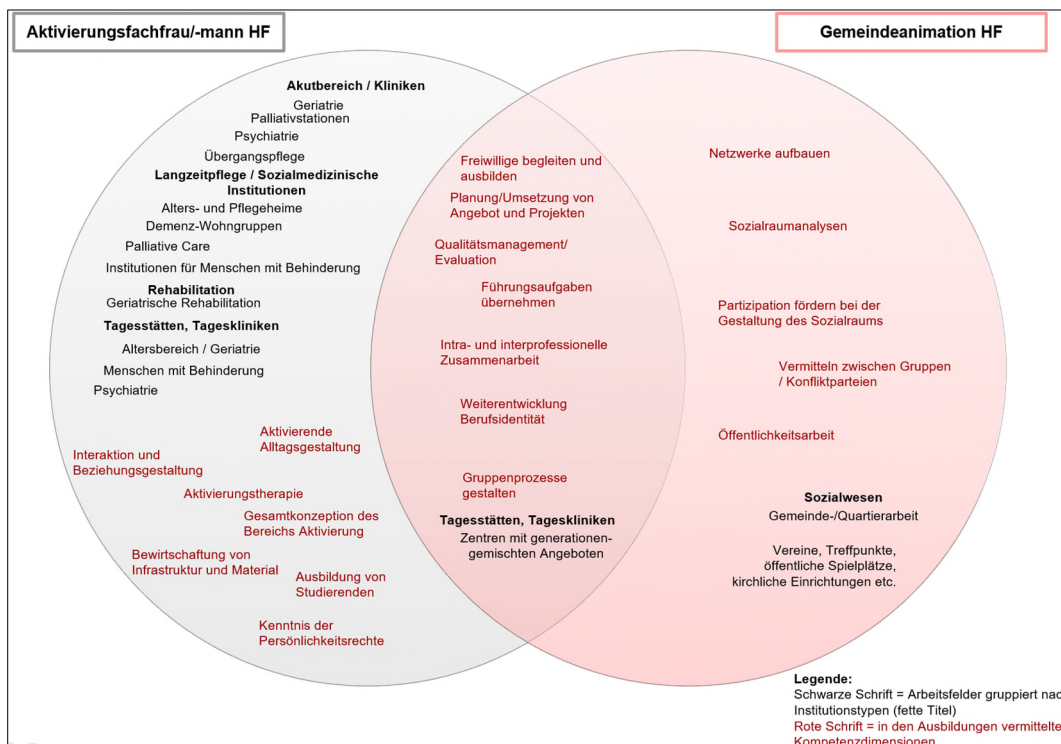 Aktivierungsfachfrau/-mann HF
Gemeindeanimation HF
Akutbereich / Kliniken
Geriatrie
Palliativstationen
Psychiatrie
Übergangspflege
Langzeitpflege / Sozialmedizinische
Institutionen
Alters- und Pflegeheime
Demenz-Wohngruppen
Palliative Care
Institutionen für Menschen mit Behinderung
Rehabilitation
Geriatrische Rehabilitation
Tagesstätten, Tageskliniken
Altersbereich / Geriatrie
Menschen mit Behinderung
Psychiatrie
Aktivierende
Alltagsgestaltung
Interaktion und
Beziehungsgestaltung
Aktivierungstherapie
Gesamtkonzeption des
Bereichs Aktivierung
Bewirtschaftung von
Infrastruktur und Material
Ausbildung von
Studierenden
Kenntnis der
Persönlichkeitsrechte
Freiwillige begleiten und
ausbilden
Planung/Umsetzung von
Angebot und Projekten
Qualitätsmanagement/
Evaluation
Führungsaufgaben
übernehmen
Intra- und interprofessionelle
Zusammenarbeit
Weiterentwicklung
Berufsidentität
Gruppenprozesse
gestalten
Tagesstätten, Tageskliniken
Zentren mit generationen-
gemischten Angeboten
Netzwerke aufbauen
Sozialraumanalysen
Partizipation fördern bei der
Gestaltung des Sozialraums
Vermitteln zwischen Gruppen
/ Konfliktparteien
Öffentlichkeitsarbeit
Sozialwesen
Gemeinde-/Quartierarbeit
Vereine, Treffpunkte,
öffentliche Spielplätze,
kirchliche Einrichtungen etc.
Legende:
Schwarze Schrift = Arbeitsfelder gruppiert nac
Institutionstypen (fette Titel)
Rote Schrift = in den Ausbildungen vermittelte
Kompetenzdimensionen